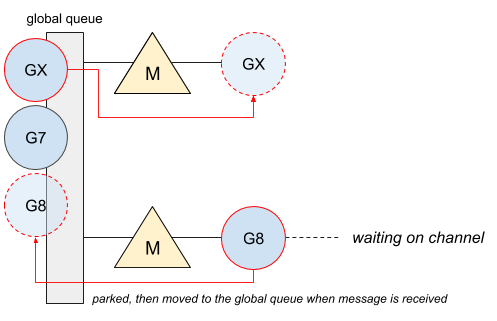 global queue
GX
M
GX
G7
G8
M
G8
waiting on channel
parked, then moved to the global queue when message is received